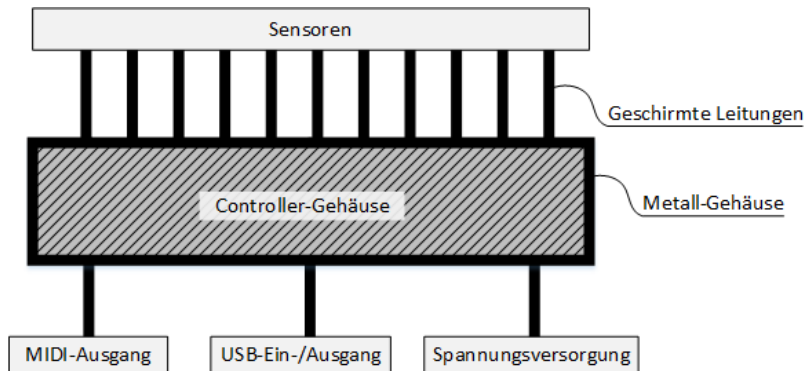 Sensoren
Geschirmte Leitungen
Controller-Gehäuse
Metall-Gehäuse
MIDI-Ausgang
USB-Ein-/Ausgang
Spannungsversorgung